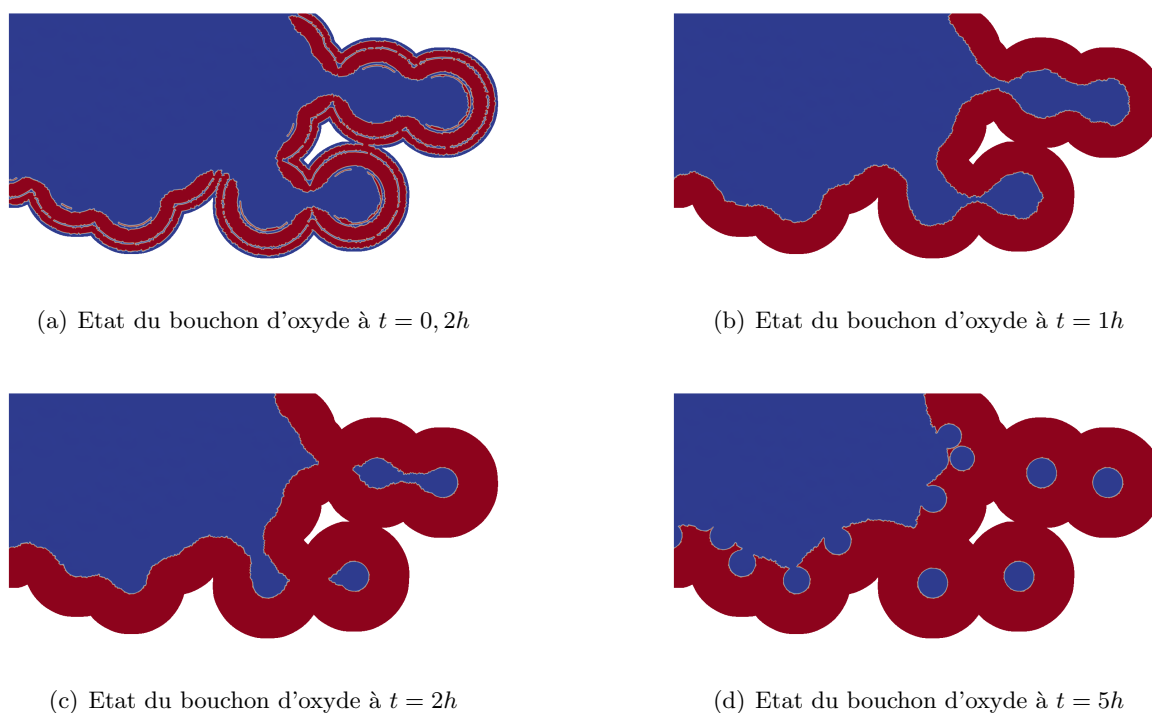 (a) Etat du bouchon d'oxyde à t = 0, 2h
(b) Etat du bouchon d'oxyde à t = 1h
(c) Etat du bouchon d'oxyde à t = 2h
(d) Etat du bouchon d'oxyde à t = 5h